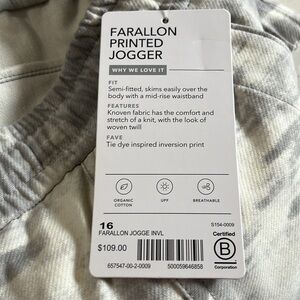 FARALLON
PRINTED
JOGGER
WHY WE LOVE IT
FIT
Semi-fitted, skims easily over the
body with a mid-rise waistband
FEATURES
Knoven fabric has the comfort and
stretch of a knit, with the look of
woven twill
FAVE
Tie dye inspired inversion print
ORGANIC
COTTON
UPF
BREATHABLE
16
S154-0009
FARALLON JOGGE INVL
$109.00
Certified
B
Corporation
657547-00-2-0009
500059646858